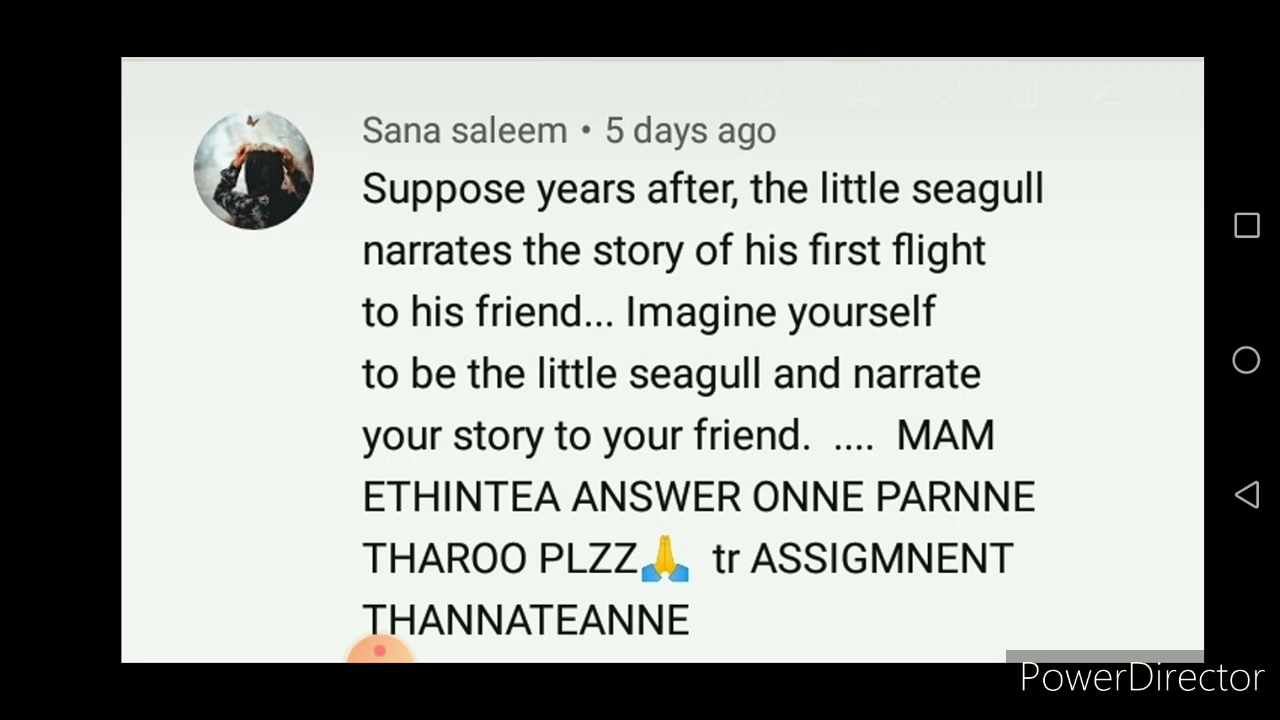 Sana saleem • 5 days ago
Suppose years after, the little seagull
narrates the story of his first flight
to his friend... Imagine yourself
to be the little seagull and narrate
your story to your friend.  ....  MAM
ETHINTEA ANSWER ONNE PARNNE
THAROO PLZZ🙏  tr ASSIGMNENT
THANNATEANNE
PowerDirector